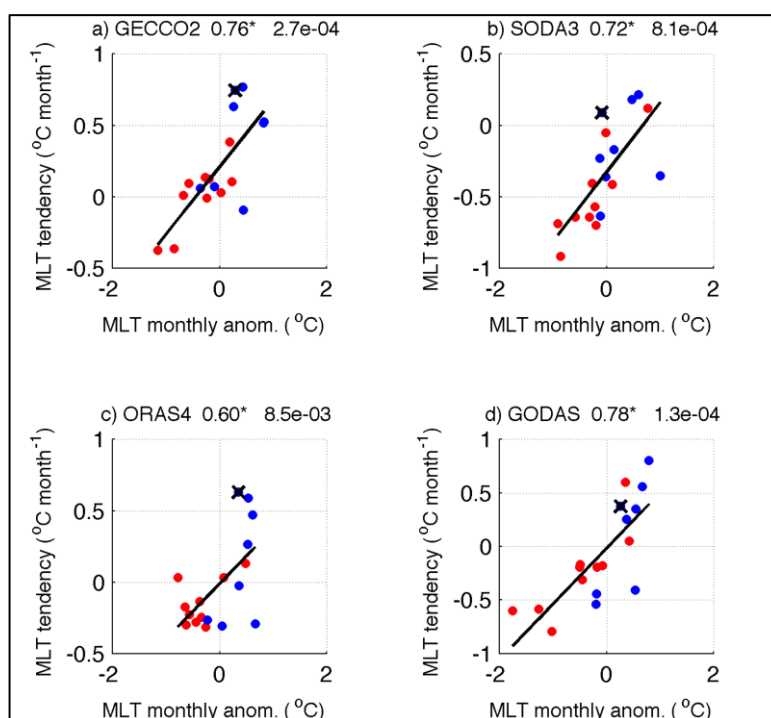 a) GECCO2 0.76* 2.7e-04
1
0.5
0
-0.5
-2 0 2
MLT tendency (°C month⁻¹)
MLT monthly anom. (°C)
b) SODA3 0.72* 8.1e-04
0.5
0
-0.5
-1
-2 0 2
MLT tendency (°C month⁻¹)
MLT monthly anom. (°C)
c) ORAS4 0.60* 8.5e-03
1
0.5
0
-0.5
-2 0 2
MLT tendency (°C month⁻¹)
MLT monthly anom. (°C)
d) GODAS 0.78* 1.3e-04
1
0.5
0
-0.5
-1
-2 0 2
MLT tendency (°C month⁻¹)
MLT monthly anom. (°C)